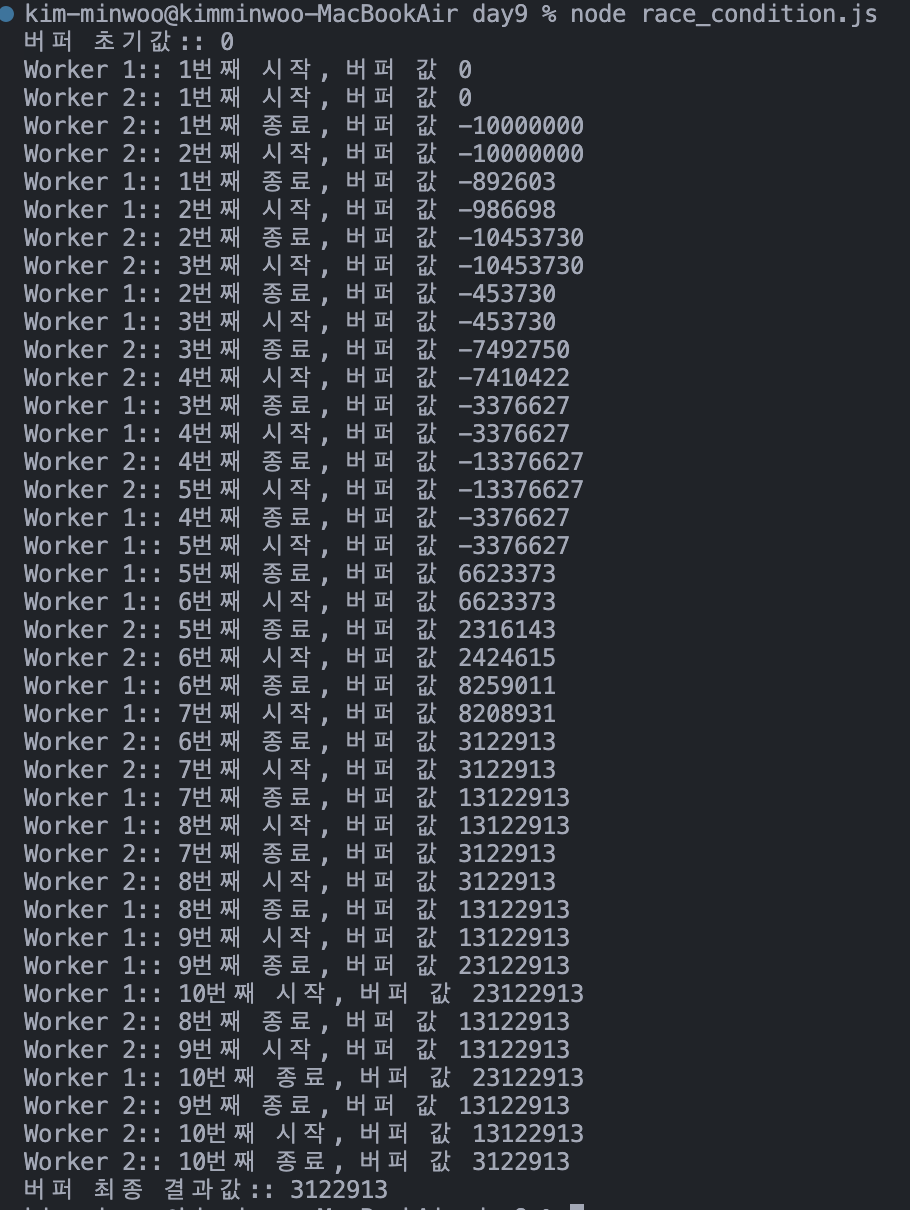 kim-minwoo@kimminwoo-MacBookAir day9 % node race_condition.js
버퍼 초기값:: 0
Worker 1:: 1번째 시작, 버퍼 값 0
Worker 2:: 1번째 시작, 버퍼 값 0
Worker 2:: 1번째 종료, 버퍼 값 -10000000
Worker 2:: 2번째 시작, 버퍼 값 -10000000
Worker 1:: 1번째 종료, 버퍼 값 -892603
Worker 1:: 2번째 시작, 버퍼 값 -986698
Worker 2:: 2번째 종료, 버퍼 값 -10453730
Worker 2:: 3번째 시작, 버퍼 값 -10453730
Worker 1:: 2번째 종료, 버퍼 값 -453730
Worker 1:: 3번째 시작, 버퍼 값 -453730
Worker 2:: 3번째 종료, 버퍼 값 -7492750
Worker 2:: 4번째 시작, 버퍼 값 -7410422
Worker 1:: 3번째 종료, 버퍼 값 -3376627
Worker 1:: 4번째 시작, 버퍼 값 -3376627
Worker 2:: 4번째 종료, 버퍼 값 -13376627
Worker 2:: 5번째 시작, 버퍼 값 -13376627
Worker 1:: 4번째 종료, 버퍼 값 -3376627
Worker 1:: 5번째 시작, 버퍼 값 -3376627
Worker 1:: 5번째 종료, 버퍼 값 6623373
Worker 1:: 6번째 시작, 버퍼 값 6623373
Worker 2:: 5번째 종료, 버퍼 값 2316143
Worker 2:: 6번째 시작, 버퍼 값 2424615
Worker 1:: 6번째 종료, 버퍼 값 8259011
Worker 1:: 7번째 시작, 버퍼 값 8208931
Worker 2:: 6번째 종료, 버퍼 값 3122913
Worker 2:: 7번째 시작, 버퍼 값 3122913
Worker 1:: 7번째 종료, 버퍼 값 13122913
Worker 1:: 8번째 시작, 버퍼 값 13122913
Worker 2:: 7번째 종료, 버퍼 값 3122913
Worker 2:: 8번째 시작, 버퍼 값 3122913
Worker 1:: 8번째 종료, 버퍼 값 13122913
Worker 1:: 9번째 시작, 버퍼 값 13122913
Worker 1:: 9번째 종료, 버퍼 값 23122913
Worker 1:: 10번째 시작, 버퍼 값 23122913
Worker 2:: 8번째 종료, 버퍼 값 13122913
Worker 2:: 9번째 시작, 버퍼 값 13122913
Worker 1:: 10번째 종료, 버퍼 값 23122913
Worker 2:: 9번째 종료, 버퍼 값 13122913
Worker 2:: 10번째 시작, 버퍼 값 13122913
Worker 2:: 10번째 종료, 버퍼 값 3122913
버퍼 최종 결과값:: 3122913